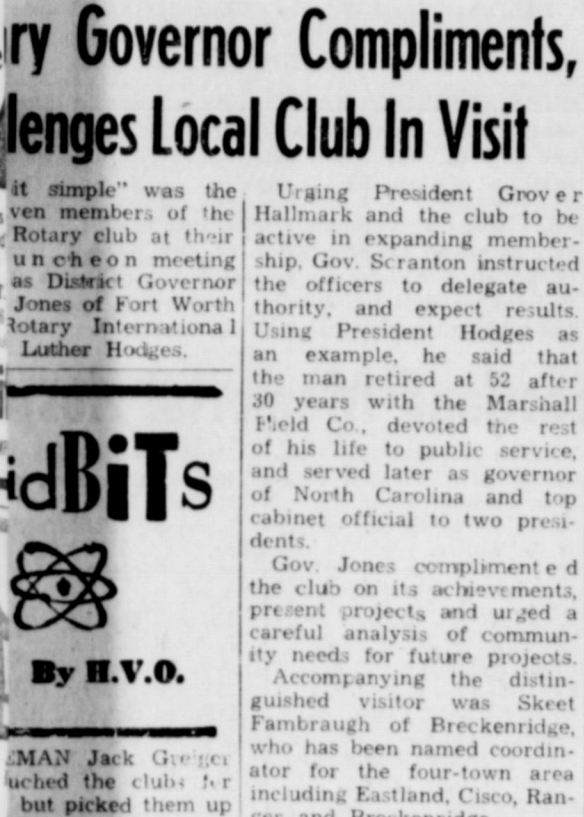 ry Governor Compliments,
lenges Local Club In Visit
it simple" was the
ven members of the
Rotary club at their
uncheon meeting
as District Governor
Jones of Fort Worth
Rotary International
Luther Hodges.
idBiTs
By H.V.O.
EMAN Jack
uched the clubs for
but picked them up
Urging President Grover
Hallmark and the club to be
active in expanding member-
ship, Gov. Scranton instructed
the officers to delegate au-
thority, and expect results.
Using President Hodges as
an example, he said that
the man retired at 52 after
30 years with the Marshall
Field Co., devoted the rest
of his life to public service,
and served later as governor
of North Carolina and top
cabinet official to two presi-
dents.
Gov. Jones complimented
the club on its achievements,
present projects and urged a
careful analysis of commun-
ity needs for future projects.
Accompanying the distin-
guished visitor was Skeet
Fambraugh of Breckenridge,
who has been named coordin-
ator for the four-town area
including Eastland, Cisco, Ran-
ger and Breckenridge